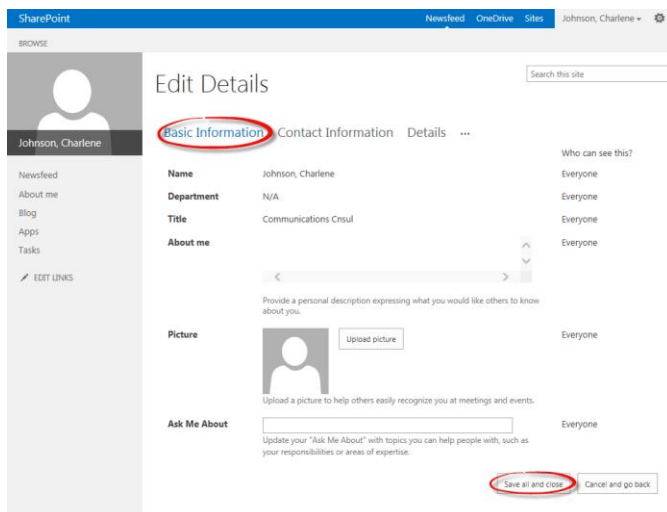 SharePoint Newsfeed OneDrive Sites Johnson, Charlene
BROWSE
Edit Details
Search this site
Johnson, Charlene
Basic Information Contact Information Details ...
Who can see this?
Newsfeed
About me
Blog
Apps
Tasks
EDIT LINKS
Name Johnson, Charlene Everyone
Department N/A Everyone
Title Communications Cnsul Everyone
About me Everyone
Provide a personal description expressing what you would like others to know
about you.
Picture Upload picture Everyone
Upload a picture to help others easily recognize you at meetings and events.
Ask Me About Everyone
Update your "Ask Me About" with topics you can help people with, such as
your responsibilities or areas of expertise.
Save all and close Cancel and go back